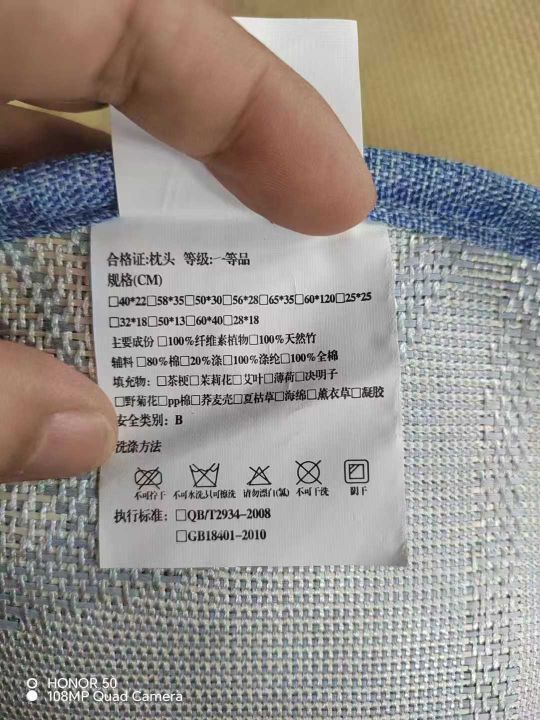 合格证:枕头 等级:一等品
规格(CM)
□40*22□58*35□50*30□56*28□65*35□60*120□25*25
□32*18□50*13□60*40□28*18
主要成份 □100%纤维素植物□100%天然竹
辅料 □80%棉□20%涤□100%涤纶□100%全棉
填充物: □茶梗□茉莉花□艾叶□薄荷□决明子
□野菊花□pp棉□荞麦壳□夏枯草□海绵□薰衣草□凝胶
安全类别: B
洗涤方法
不可拧干 不可水洗,只可擦洗 请勿漂白(氯) 不可干洗 阴干
执行标准: □QB/T2934-2008
□GB18401-2010
HONOR 50
108MP Quad Camera